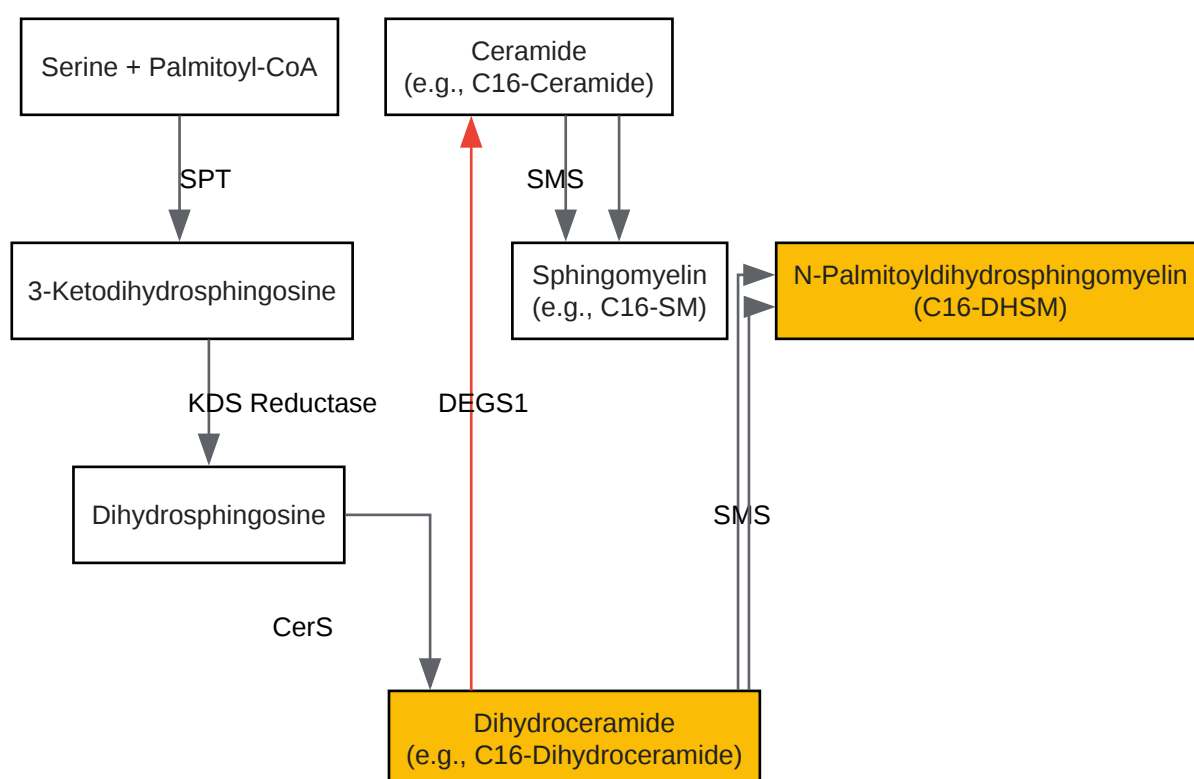 Serine + Palmitoyl-CoA
Ceramide
(e.g., C16-Ceramide)
SPT
SMS
3-Ketodihydrosphingosine
Sphingomyelin
(e.g., C16-SM)
N-Palmitoyldihydrosphingomyelin
(C16-DHSM)
KDS Reductase
DEGS1
Dihydrosphingosine
SMS
CerS
Dihydroceramide
(e.g., C16-Dihydroceramide)